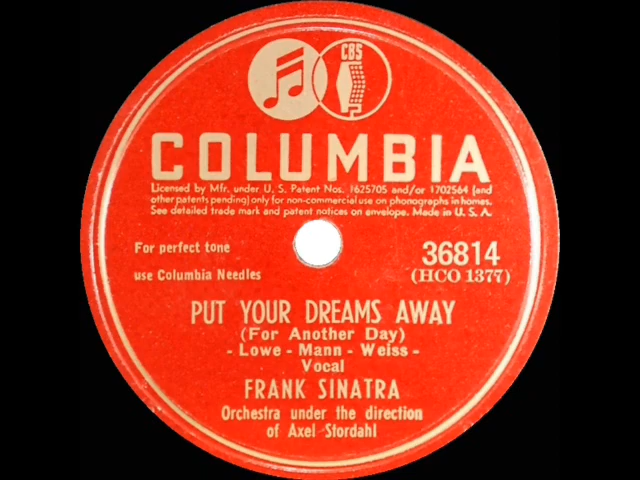 CBS
COLUMBIA
Licensed by Mfr. under U. S. Patent Nos. 1625705 and/or 1702564 (and
other patents pending) only for non-commercial use on phonographs in homes.
See detailed trade mark and patent notices on envelope. Made in U. S. A.
For perfect tone
use Columbia Needles
36814
(HCO 1377)
PUT YOUR DREAMS AWAY
(For Another Day)
- Lowe - Mann - Weiss -
Vocal
FRANK SINATRA
Orchestra under the direction
of Axel Stordahl